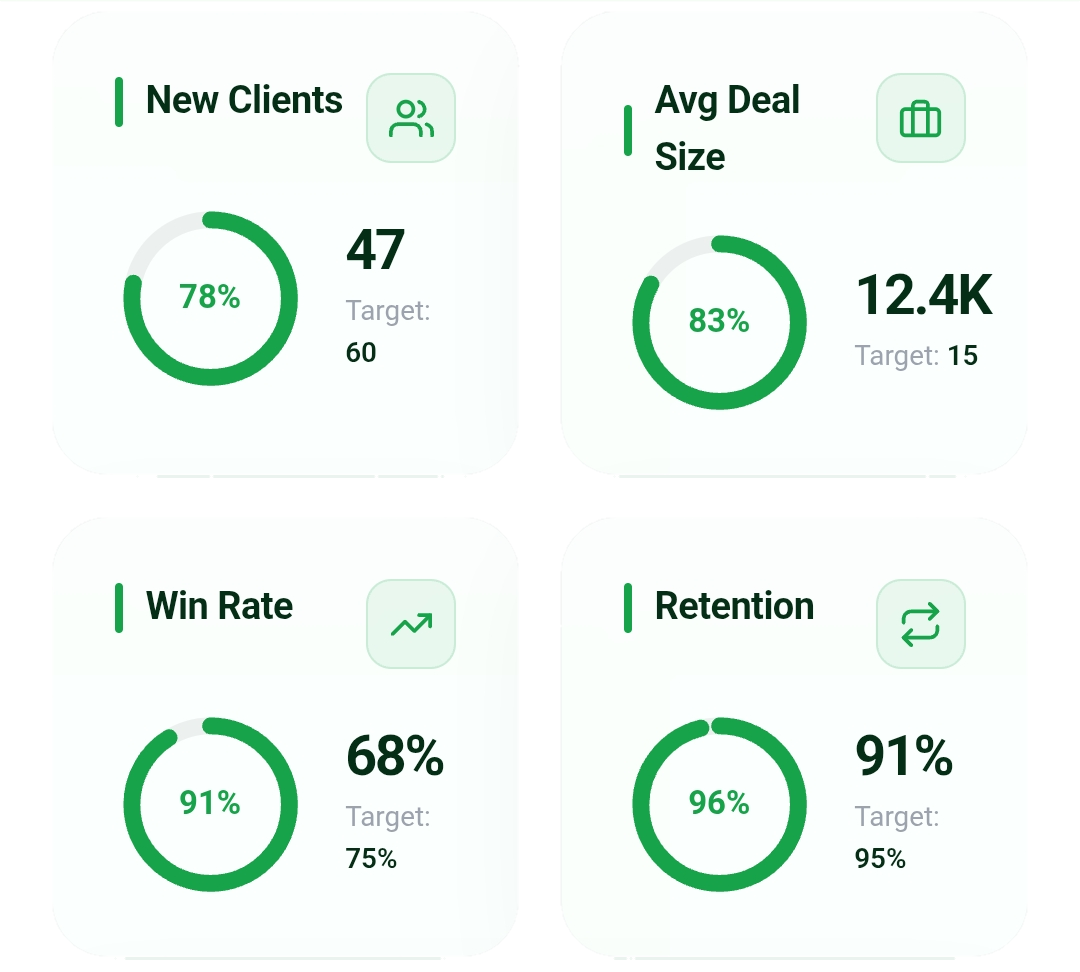 New Clients
78%
47
Target:
60
Avg Deal
Size
83%
12.4K
Target: 15
Win Rate
91%
68%
Target:
75%
Retention
96%
91%
Target:
95%